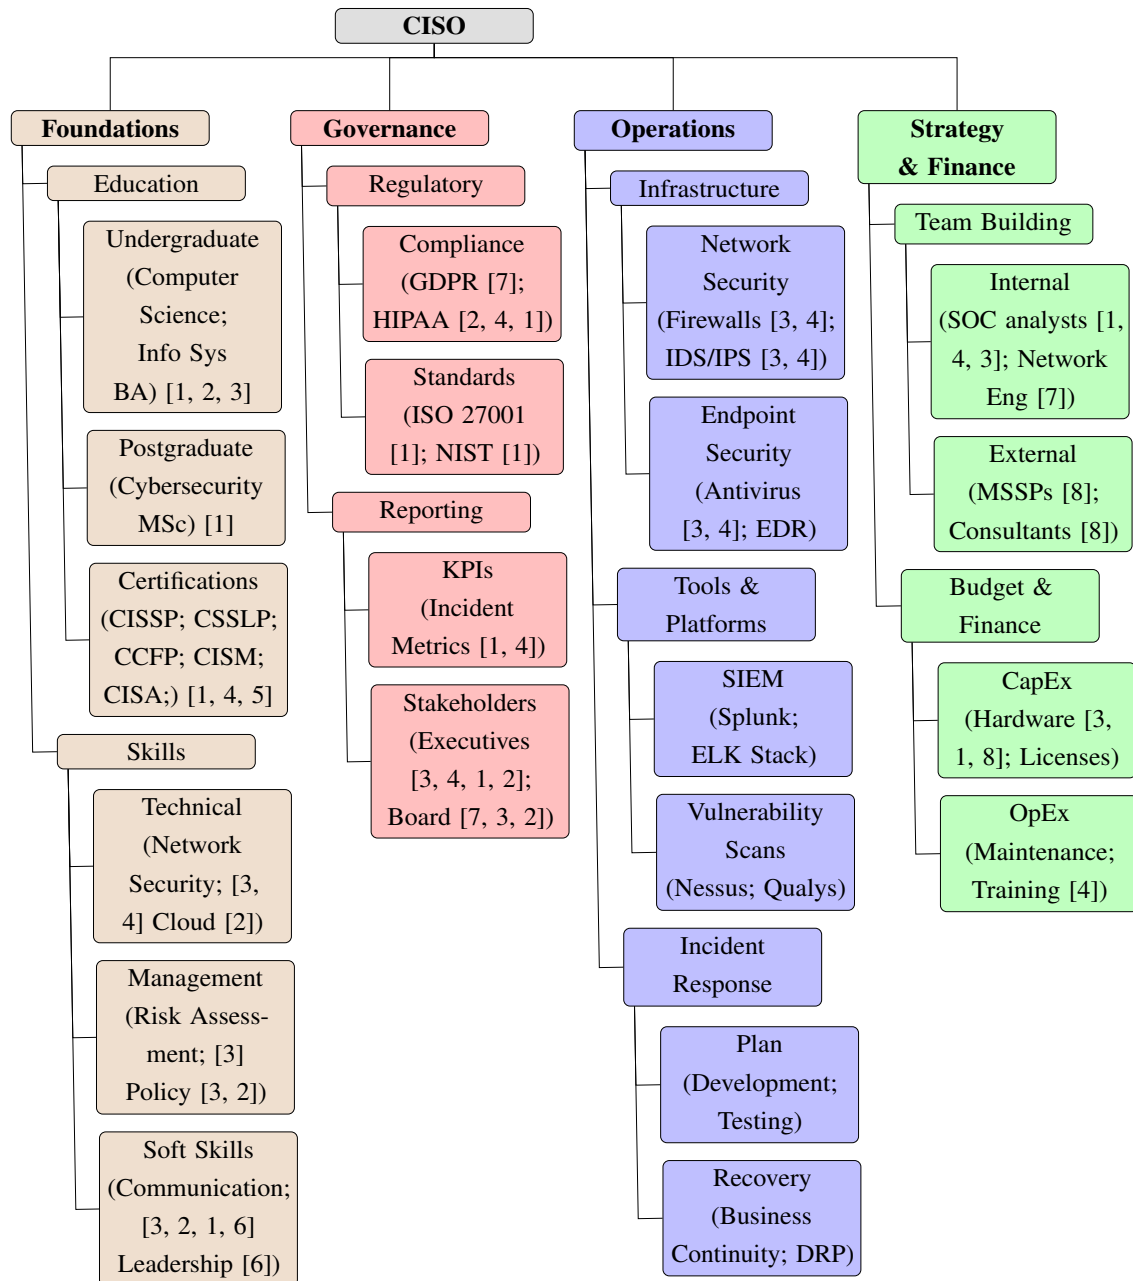 CISO
Foundations
Education
Undergraduate
(Computer
Science;
Info Sys
BA) [1, 2, 3]
Postgraduate
(Cybersecurity
MSc) [1]
Certifications
(CISSP; CSSLP;
CCFP; CISM;
CISA;) [1, 4, 5]
Skills
Technical
(Network
Security; [3,
4] Cloud [2])
Management
(Risk Assess-
ment; [3]
Policy [3, 2])
Soft Skills
(Communication;
[3, 2, 1, 6]
Leadership [6])
Governance
Regulatory
Compliance
(GDPR [7];
HIPAA [2, 4, 1])
Standards
(ISO 27001
[1]; NIST [1])
Reporting
KPIs
(Incident
Metrics [1, 4])
Stakeholders
(Executives
[3, 4, 1, 2];
Board [7, 3, 2])
Operations
Infrastructure
Network
Security
(Firewalls [3, 4];
IDS/IPS [3, 4])
Endpoint
Security
(Antivirus
[3, 4]; EDR)
Tools &
Platforms
SIEM
(Splunk;
ELK Stack)
Vulnerability
Scans
(Nessus; Qualys)
Incident
Response
Plan
(Development;
Testing)
Recovery
(Business
Continuity; DRP)
Strategy
& Finance
Team Building
Internal
(SOC analysts [1,
4, 3]; Network
Eng [7])
External
(MSSPs [8];
Consultants [8])
Budget &
Finance
CapEx
(Hardware [3,
1, 8]; Licenses)
OpEx
(Maintenance;
Training [4])